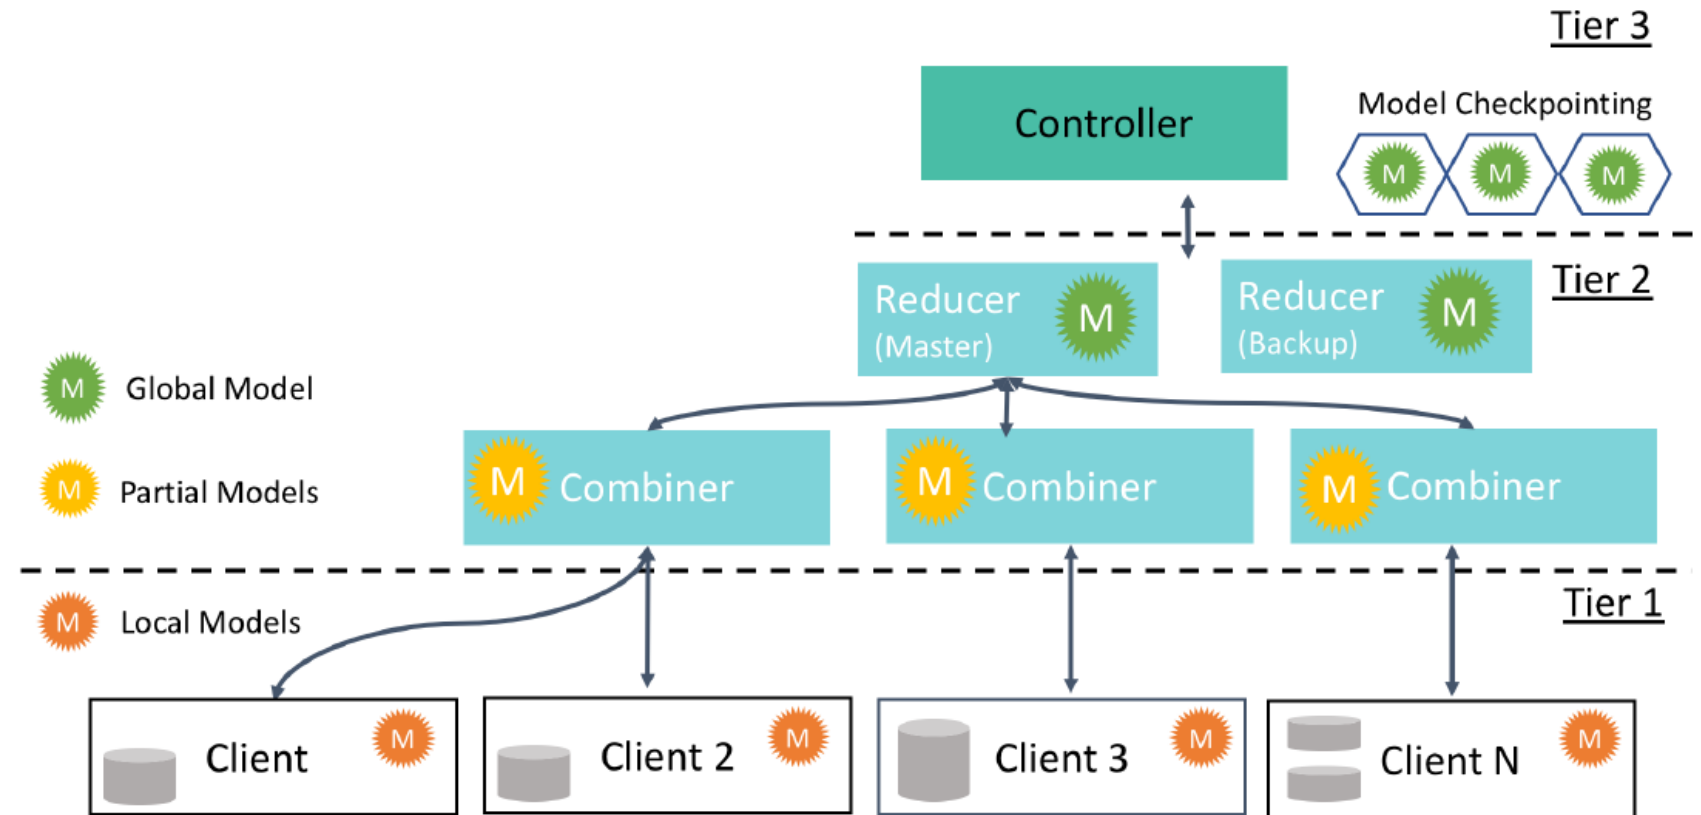 Tier 3
Controller
Model Checkpointing
M M M
Tier 2
Reducer
(Master)
M
Reducer
(Backup)
M
M Global Model
M Partial Models
M Combiner
M Combiner
M Combiner
Tier 1
M Local Models
Client M
Client 2 M
Client 3 M
Client N M